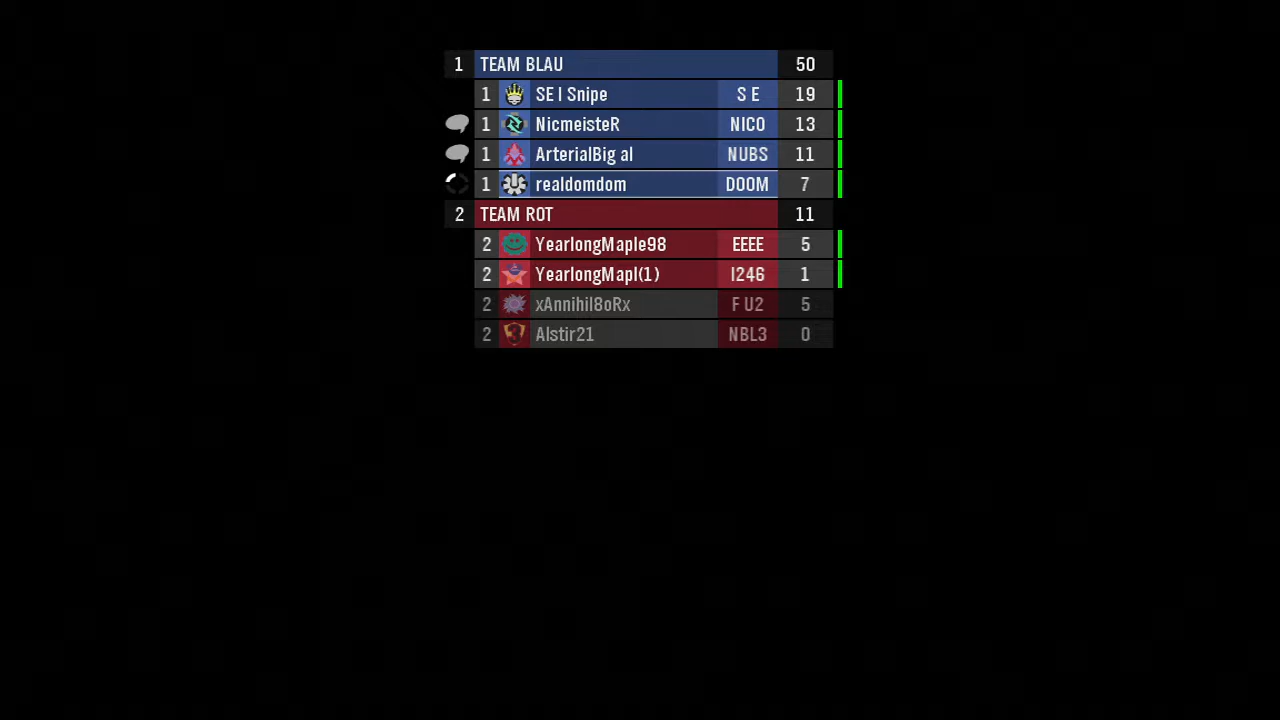 1 TEAM BLAU 50
1 SE I Snipe S E 19
1 NicmeisteR NICO 13
1 ArterialBig al NUBS 11
1 realdomdom DOOM 7
2 TEAM ROT 11
2 YearlongMaple98 EEEE 5
2 YearlongMapl(1) I246 1
2 xAnnihil8oRx F U2 5
2 Alstir21 NBL3 0